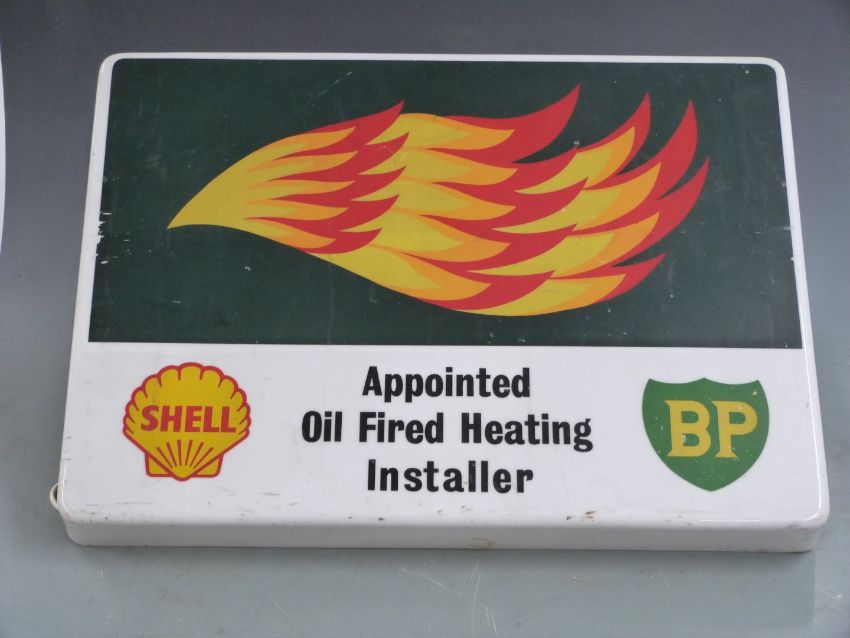 Appointed
SHELL
Oil Fired Heating
BP
Installer